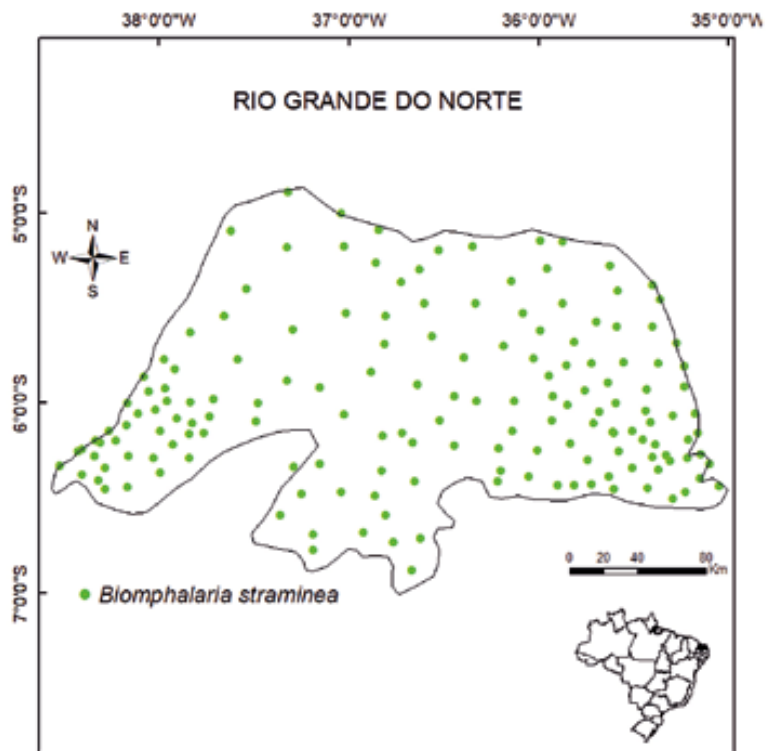 38°0'0"W 37°0'0"W 36°0'0"W 35°0'0"W
RIO GRANDE DO NORTE
5°0'0"S
N
W E
S
6°0'0"S
0 20 40 80
Km
Biomphalaria straminea
7°0'0"S